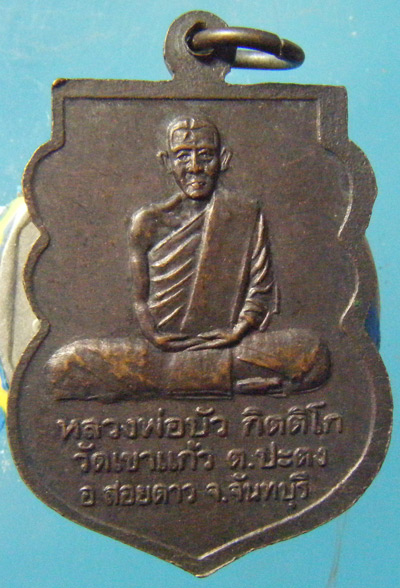 หลวงพ่อบัว กิตติโก
วัดเขาแก้ว ต.ปะตง
อ สอยดาว จ.จันทบุรี